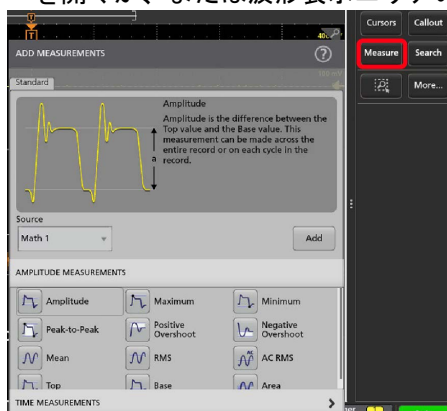 を開くか、または波形表示エリアの
T
Cursors
Callout
Measure
Search
More...
ADD MEASUREMENTS
?
Standard
Amplitude
Amplitude is the difference between the
Top value and the Base value. This
measurement can be made across the
entire record or on each cycle in the
record.
a
Source
Math 1
Add
AMPLITUDE MEASUREMENTS
Amplitude
Maximum
Minimum
Peak-to-Peak
Positive
Overshoot
Negative
Overshoot
Mean
RMS
AC RMS
Top
Base
Area
TIME MEASUREMENTS